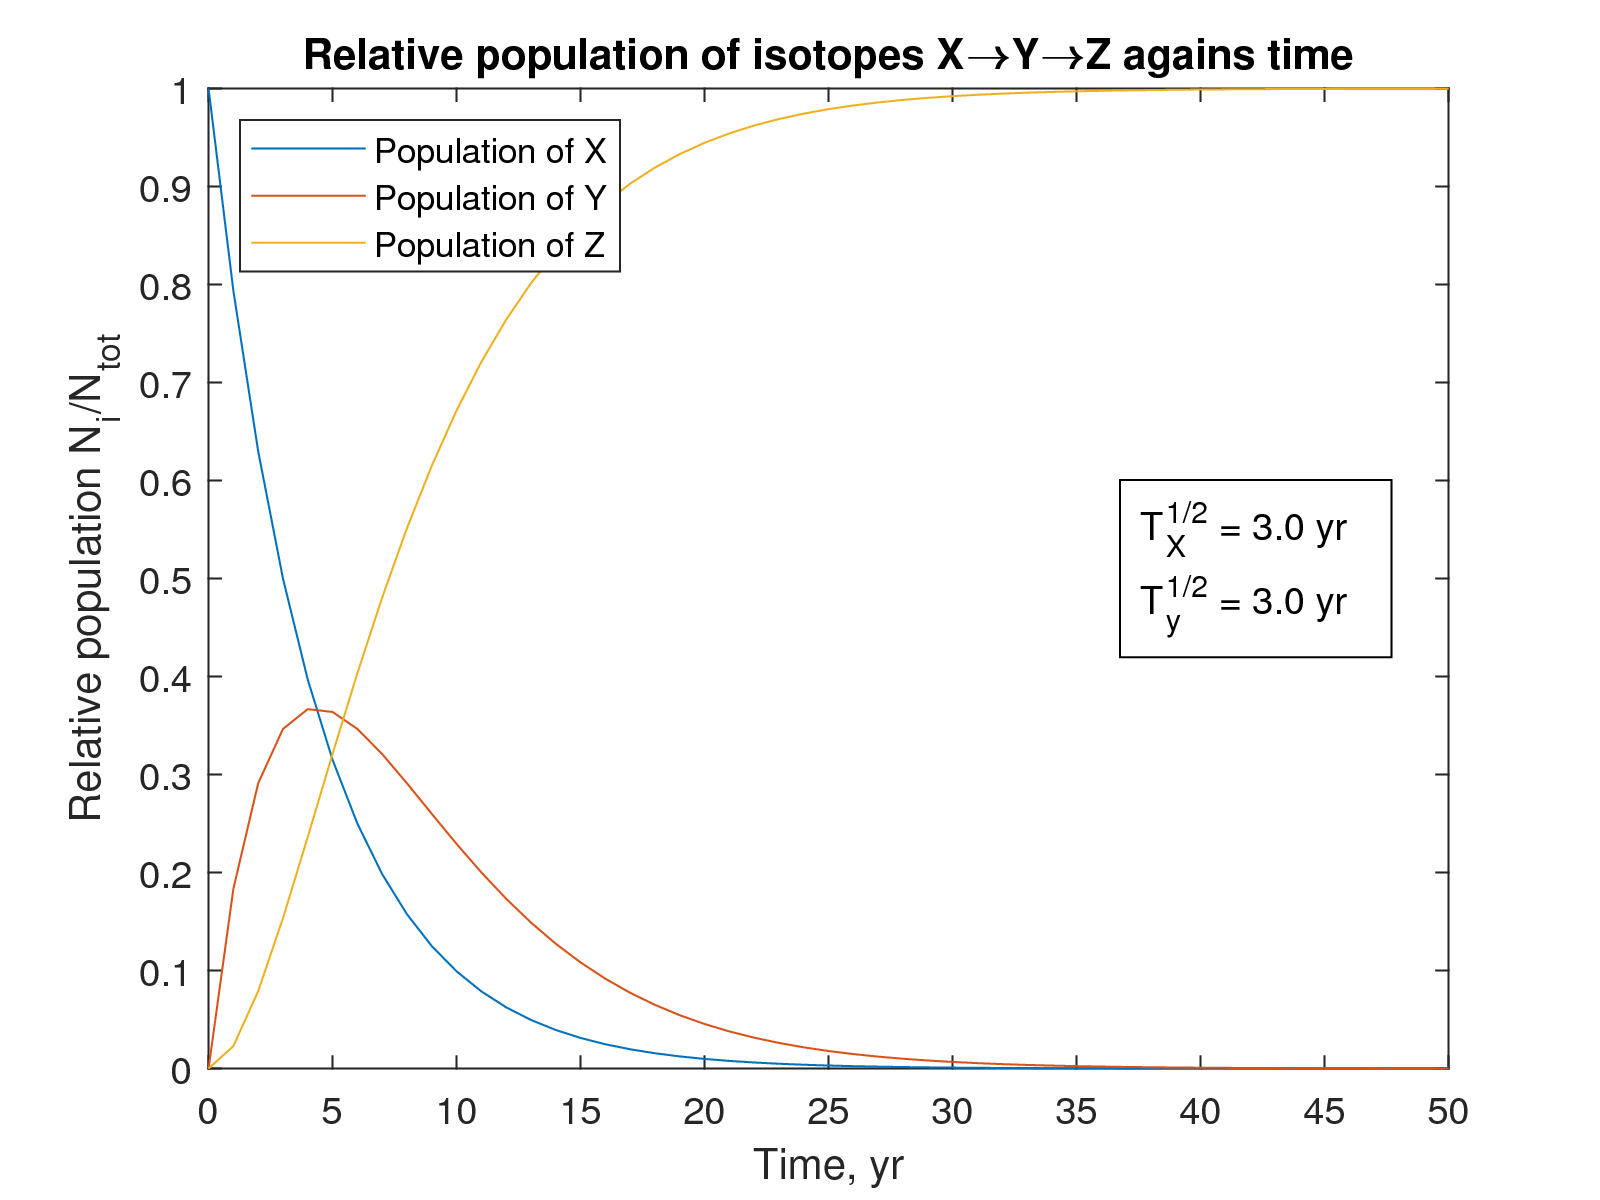 Relative population of isotopes X→Y→Z agains time
Population of X
Population of Y
Population of Z
Relative population N_i/N_tot
1
0.9
0.8
0.7
0.6
0.5
0.4
0.3
0.2
0.1
0
T_X^1/2 = 3.0 yr
T_y^1/2 = 3.0 yr
0 5 10 15 20 25 30 35 40 45 50
Time, yr